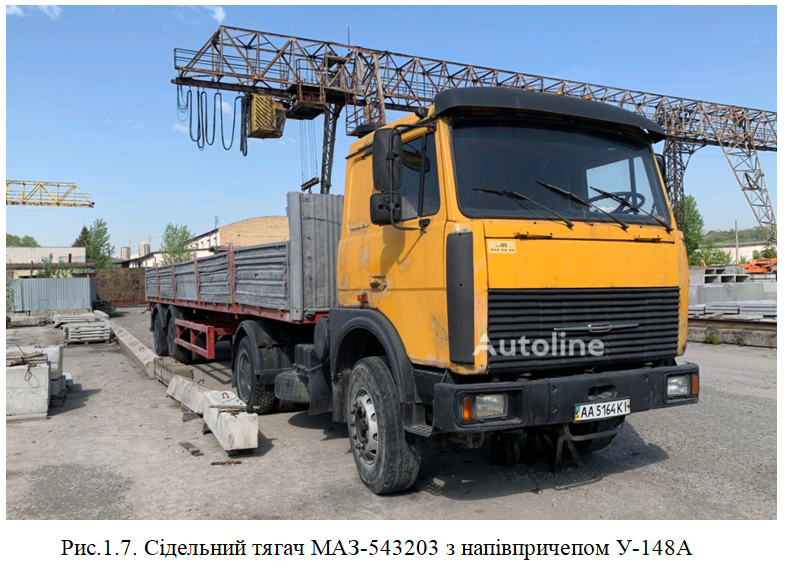 Autoline
AA 5164 KI
Рис.1.7. Сідельний тягач МАЗ-543203 з напівпричепом У-148А